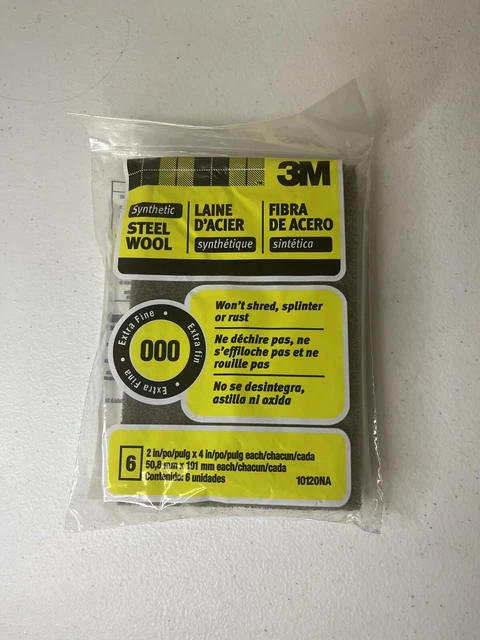 3M
Synthetic
STEEL
WOOL
LAINE
D'ACIER
synthétique
FIBRA
DE ACERO
sintética
Extra Fine • Extra fin • Extra Fina •
000
Won't shred, splinter
or rust
Ne déchire pas, ne
s'effiloche pas et ne
rouille pas
No se desintegra,
astilla ni oxida
6
2 in/po/pulg x 4 in/po/pulg each/chacun/cada
50,8 mm x 191 mm each/chacun/cada
Contenido: 6 unidades
10120NA